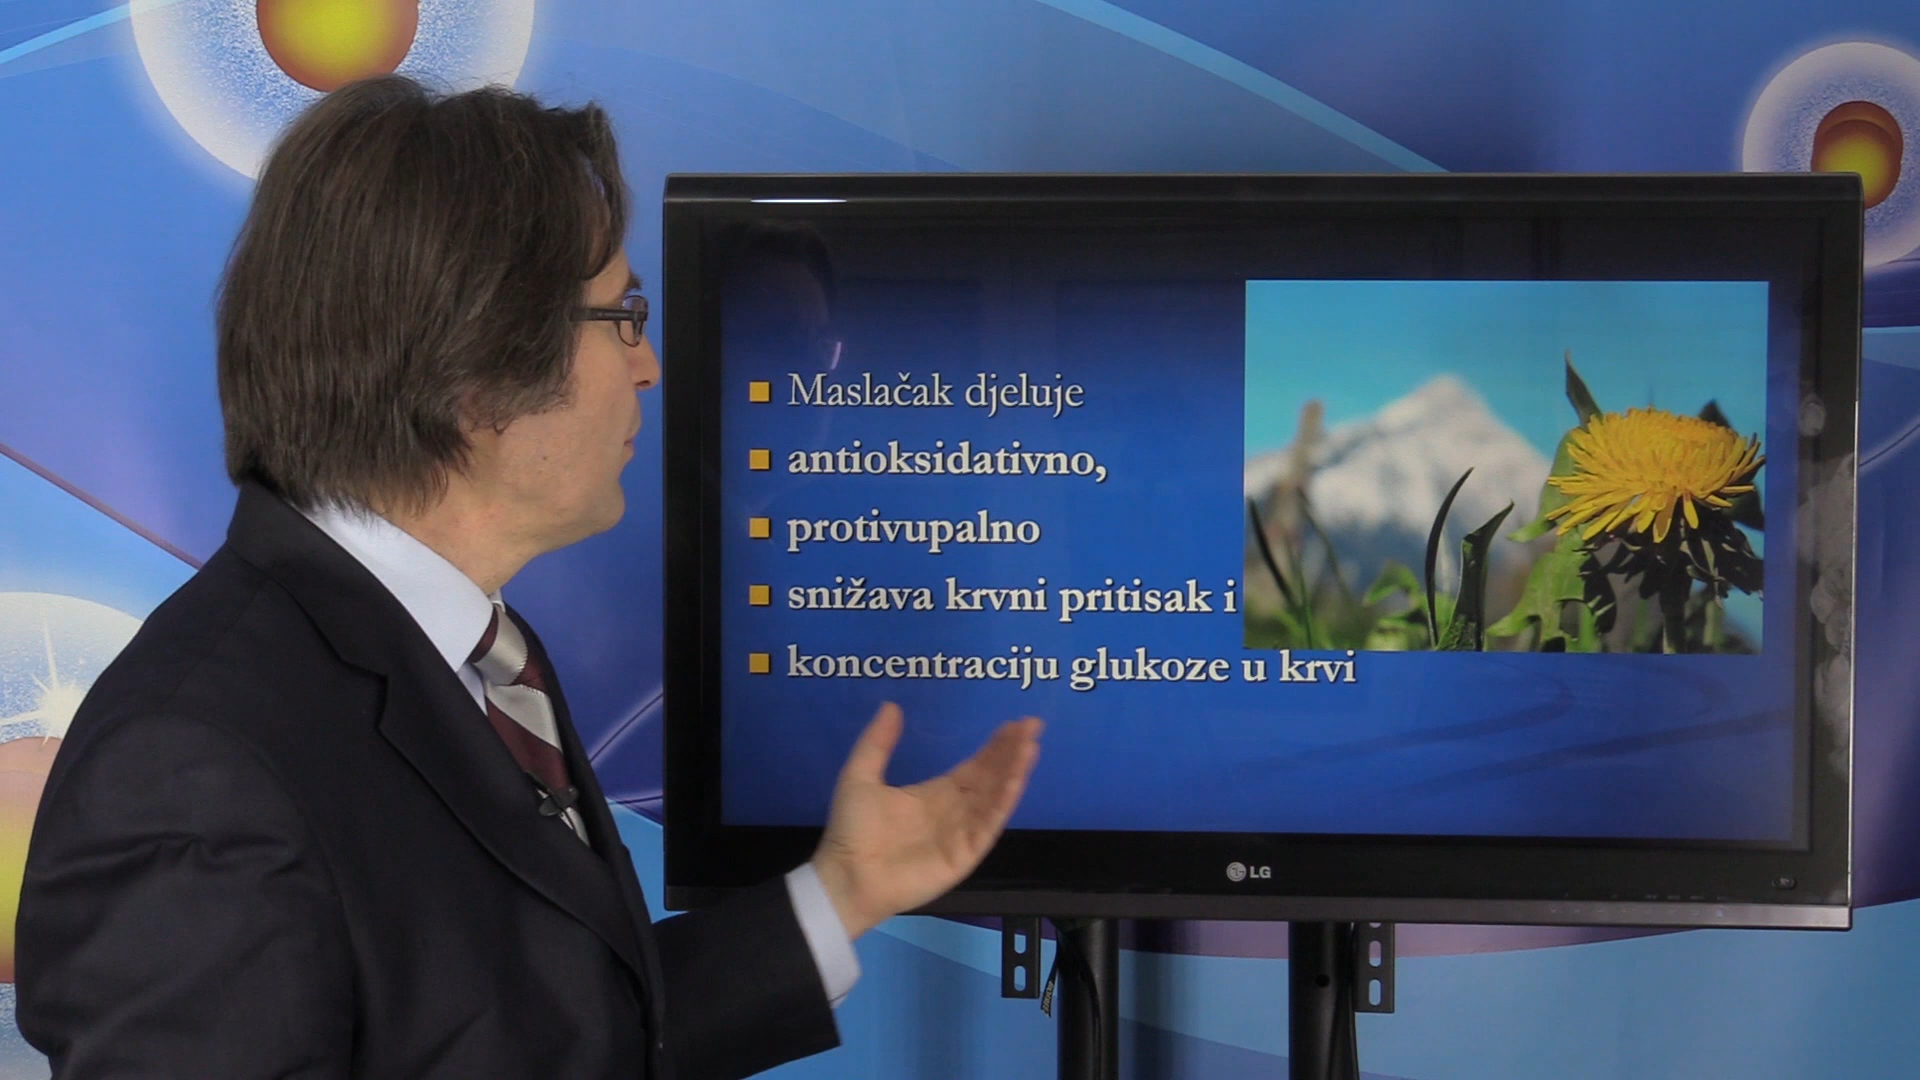 Maslačak djeluje
antioksidativno,
protivupalno
snižava krvni pritisak i
koncentraciju glukoze u krvi
LG